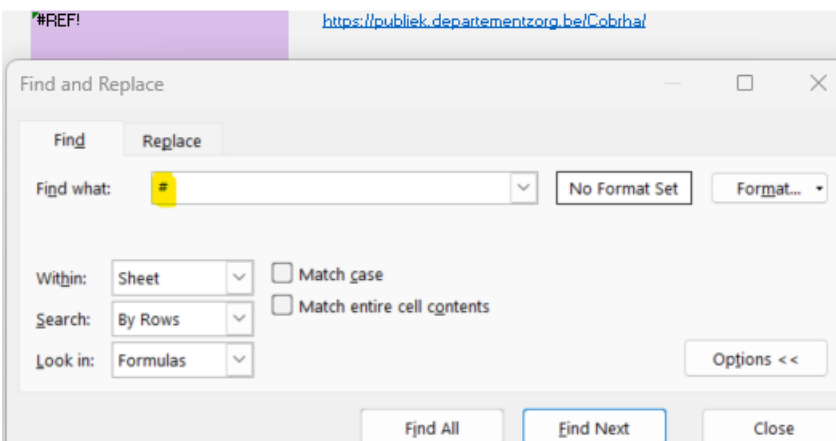 #REF! https://publiek.departementzorg.be/Cobrha/
Find and Replace
Find Replace
Find what: # No Format Set Format...
Within: Sheet Match case
Search: By Rows Match entire cell contents
Look in: Formulas Options <<
Find All Find Next Close